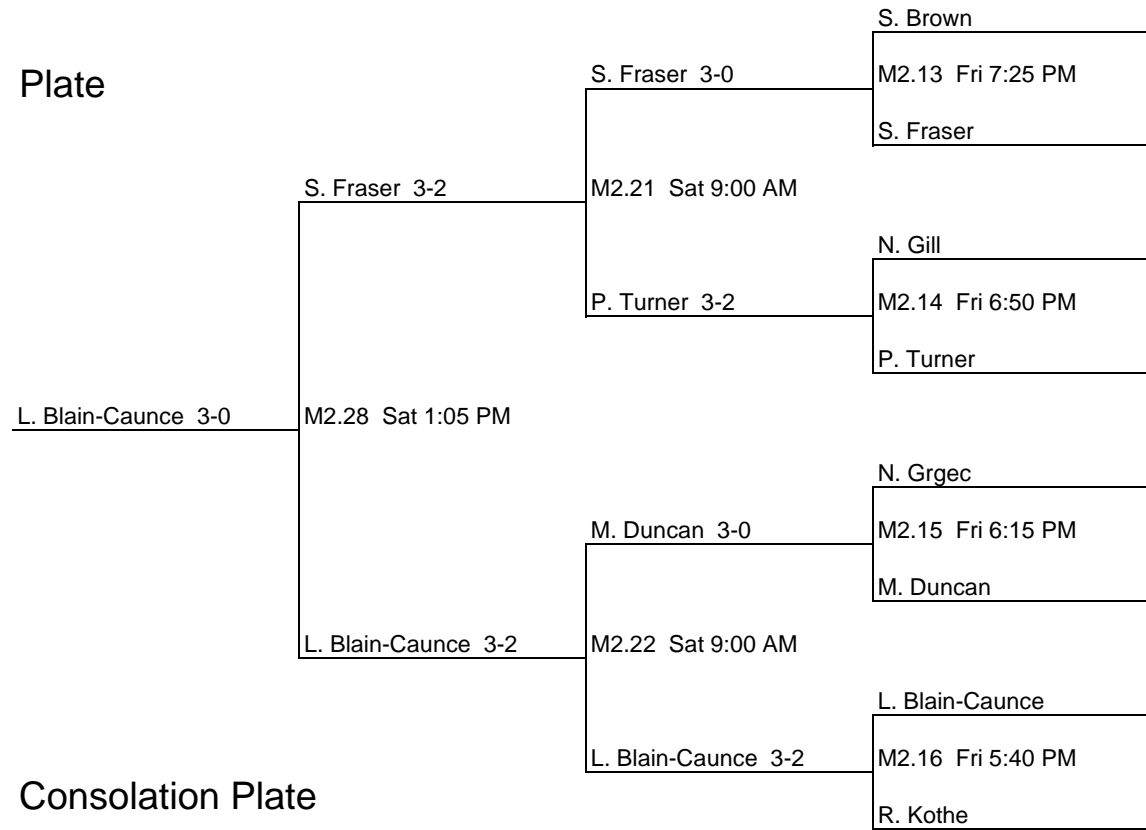 S. Brown
Plate
S. Fraser  3-0
M2.13  Fri 7:25 PM
S. Fraser
S. Fraser  3-2
M2.21  Sat 9:00 AM
N. Gill
P. Turner  3-2
M2.14  Fri 6:50 PM
P. Turner
L. Blain-Caunce  3-0
M2.28  Sat 1:05 PM
N. Grgec
M. Duncan  3-0
M2.15  Fri 6:15 PM
M. Duncan
L. Blain-Caunce  3-2
M2.22  Sat 9:00 AM
L. Blain-Caunce
L. Blain-Caunce  3-2
M2.16  Fri 5:40 PM
Consolation Plate
R. Kothe